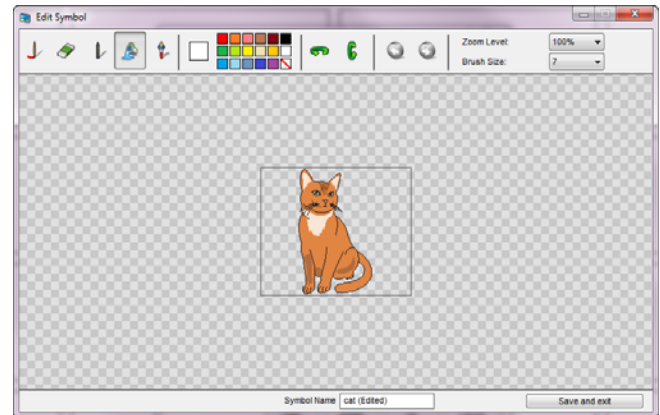 Edit Symbol
Zoom Level: 100%
Brush Size: 7
Symbol Name cat (Edited)
Save and exit